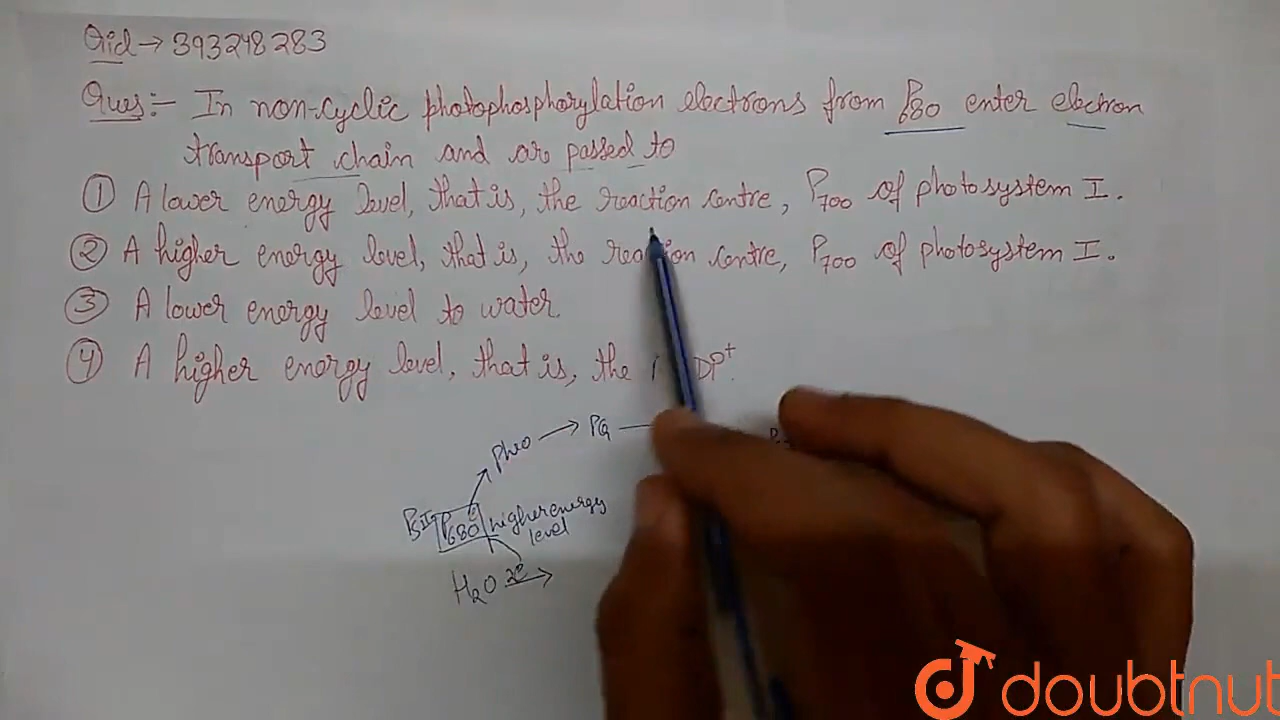 Qid → 393248283
Ques:- In non-cyclic photophosphorylation electrons from P680 enter electron
transport chain and are passed to
① A lower energy level, that is, the reaction centre, P700 of photosystem I.
② A higher energy level, that is, the reaction centre, P700 of photosystem I.
③ A lower energy level to water.
④ A higher energy level, that is, the DP+.
Pheo → PQ
PSII P680 higher energy
level
H2O 2e
doubtnut